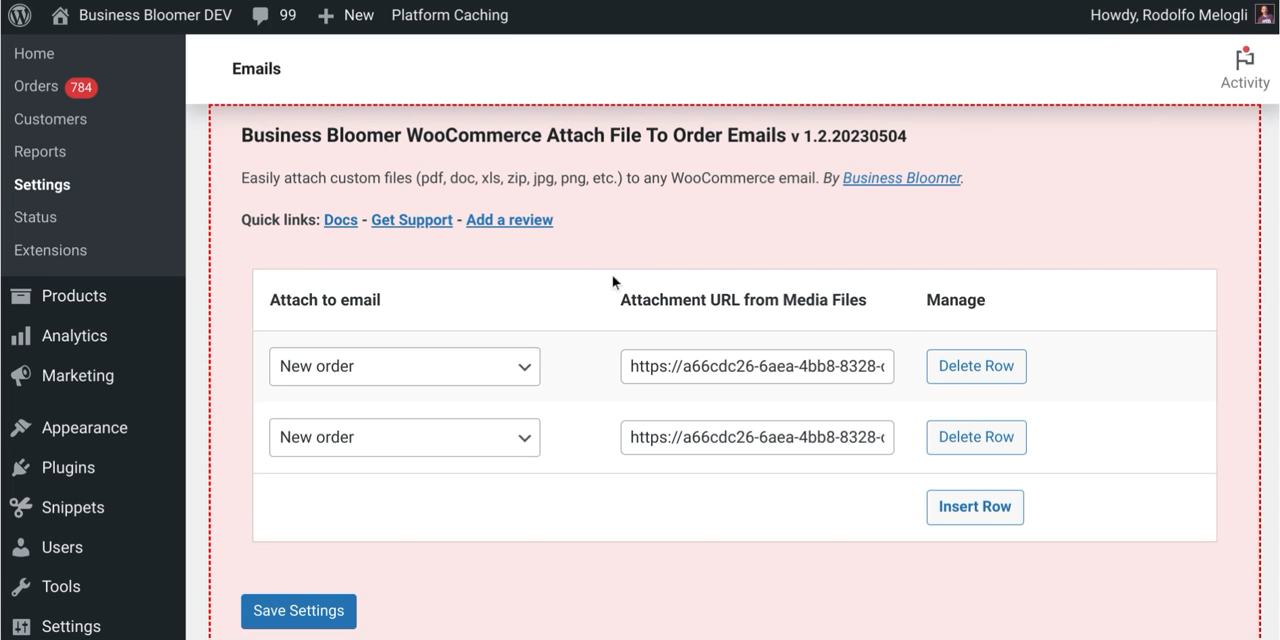 Business Bloomer DEV 99 New Platform Caching Howdy, Rodolfo Melogli
Home
Orders 784
Customers
Reports
Settings
Status
Extensions
Products
Analytics
Marketing
Appearance
Plugins
Snippets
Users
Tools
Settings
Emails
Activity
Business Bloomer WooCommerce Attach File To Order Emails v 1.2.20230504
Easily attach custom files (pdf, doc, xls, zip, jpg, png, etc.) to any WooCommerce email. By Business Bloomer.
Quick links: Docs - Get Support - Add a review
Attach to email Attachment URL from Media Files Manage
New order https://a66cdc26-6aea-4bb8-8328- Delete Row
New order https://a66cdc26-6aea-4bb8-8328- Delete Row
Insert Row
Save Settings